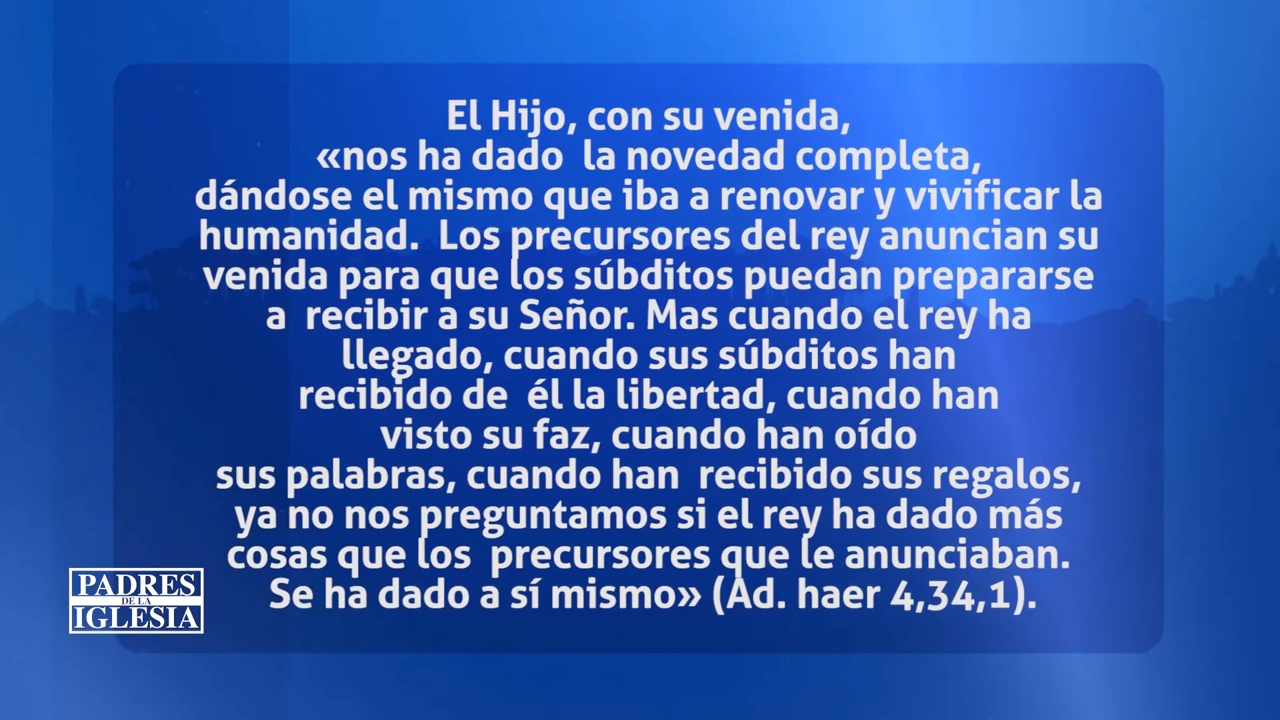 El Hijo, con su venida,
«nos ha dado  la novedad completa,
dándose el mismo que iba a renovar y vivificar la
humanidad.  Los precursores del rey anuncian su
venida para que los súbditos puedan prepararse
a  recibir a su Señor. Mas cuando el rey ha
llegado, cuando sus súbditos han
recibido de  él la libertad, cuando han
visto su faz, cuando han oído
sus palabras, cuando han  recibido sus regalos,
ya no nos preguntamos si el rey ha dado más
cosas que los  precursores que le anunciaban.
Se ha dado a sí mismo» (Ad. haer 4,34,1).
PADRES
DE LA
IGLESIA